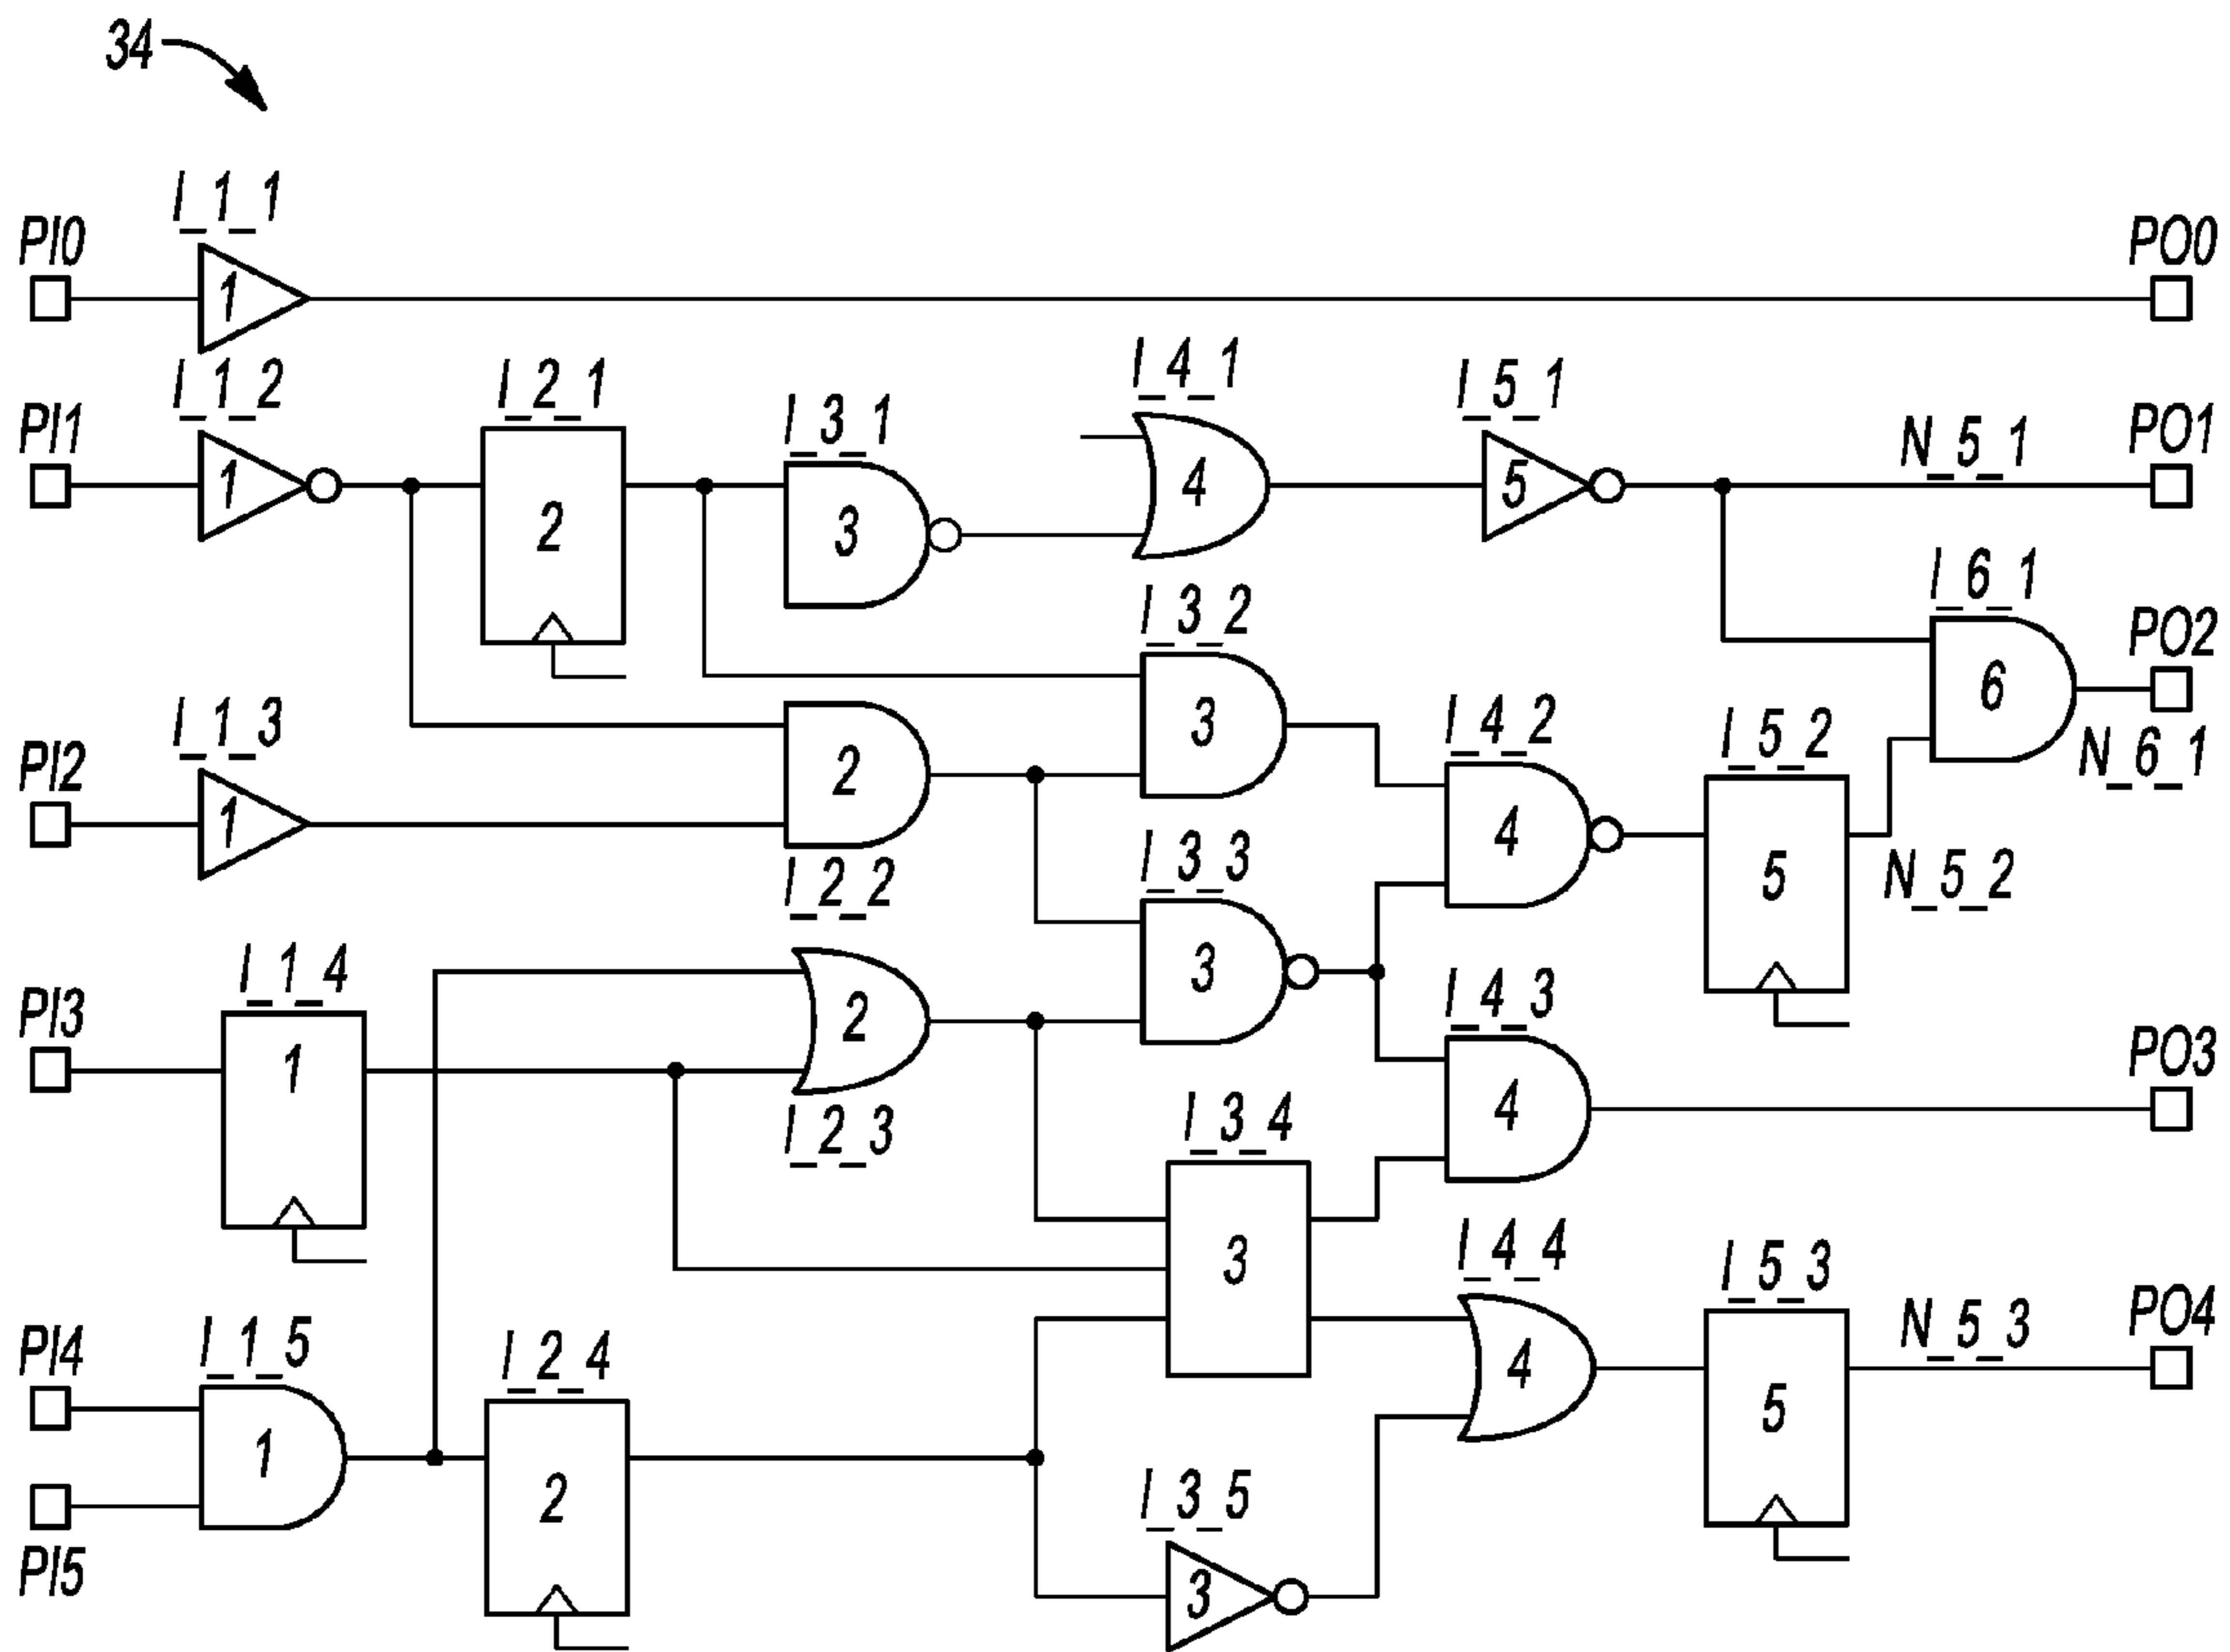 34
I_1_1
PI0
1
PO0
I_1_2
PI1
1
I_2_1
2
I_3_1
3
I_4_1
4
I_5_1
5
N_5_1
PO1
I_6_1
6
PO2
N_6_1
I_3_2
3
I_1_3
PI2
1
2
I_2_2
I_4_2
4
I_5_2
5
N_5_2
I_3_3
3
I_1_4
PI3
1
2
I_2_3
I_4_3
4
PO3
I_3_4
3
I_4_4
4
I_5_3
5
N_5_3
PO4
PI4
I_1_5
1
PI5
I_2_4
2
I_3_5
3